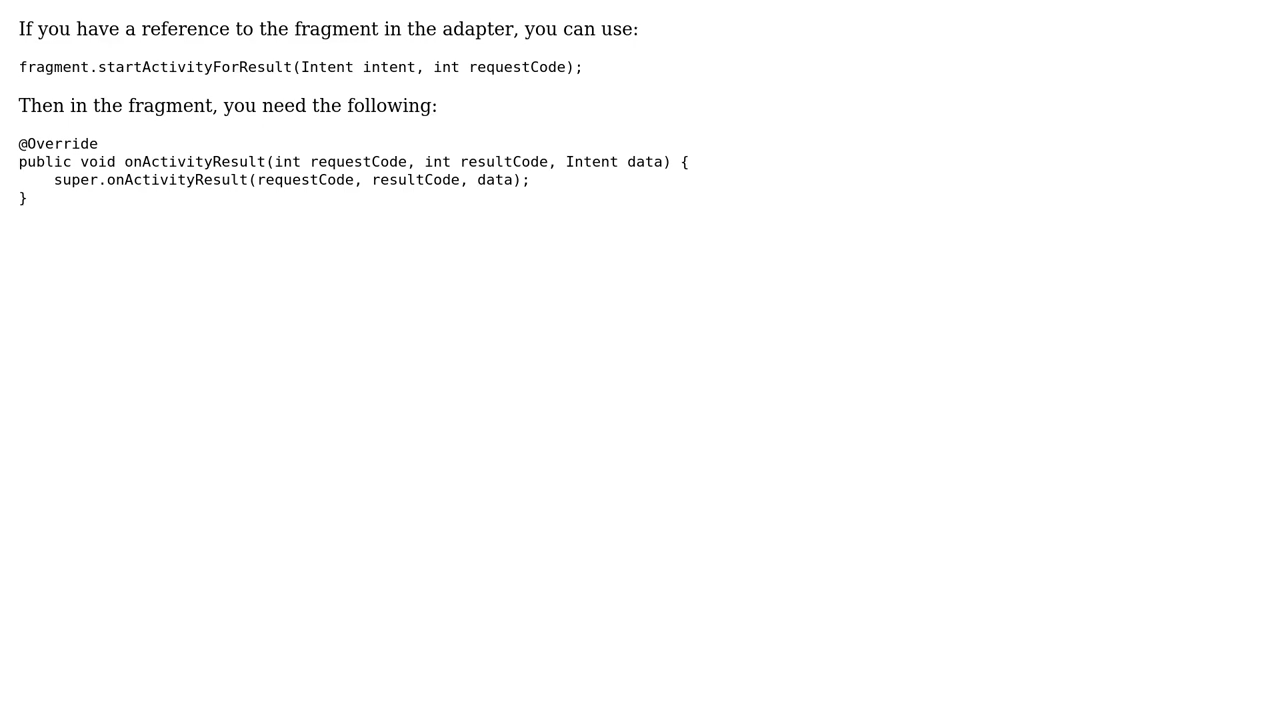 If you have a reference to the fragment in the adapter, you can use:
fragment.startActivityForResult(Intent intent, int requestCode);
Then in the fragment, you need the following:
@Override
public void onActivityResult(int requestCode, int resultCode, Intent data) {
    super.onActivityResult(requestCode, resultCode, data);
}